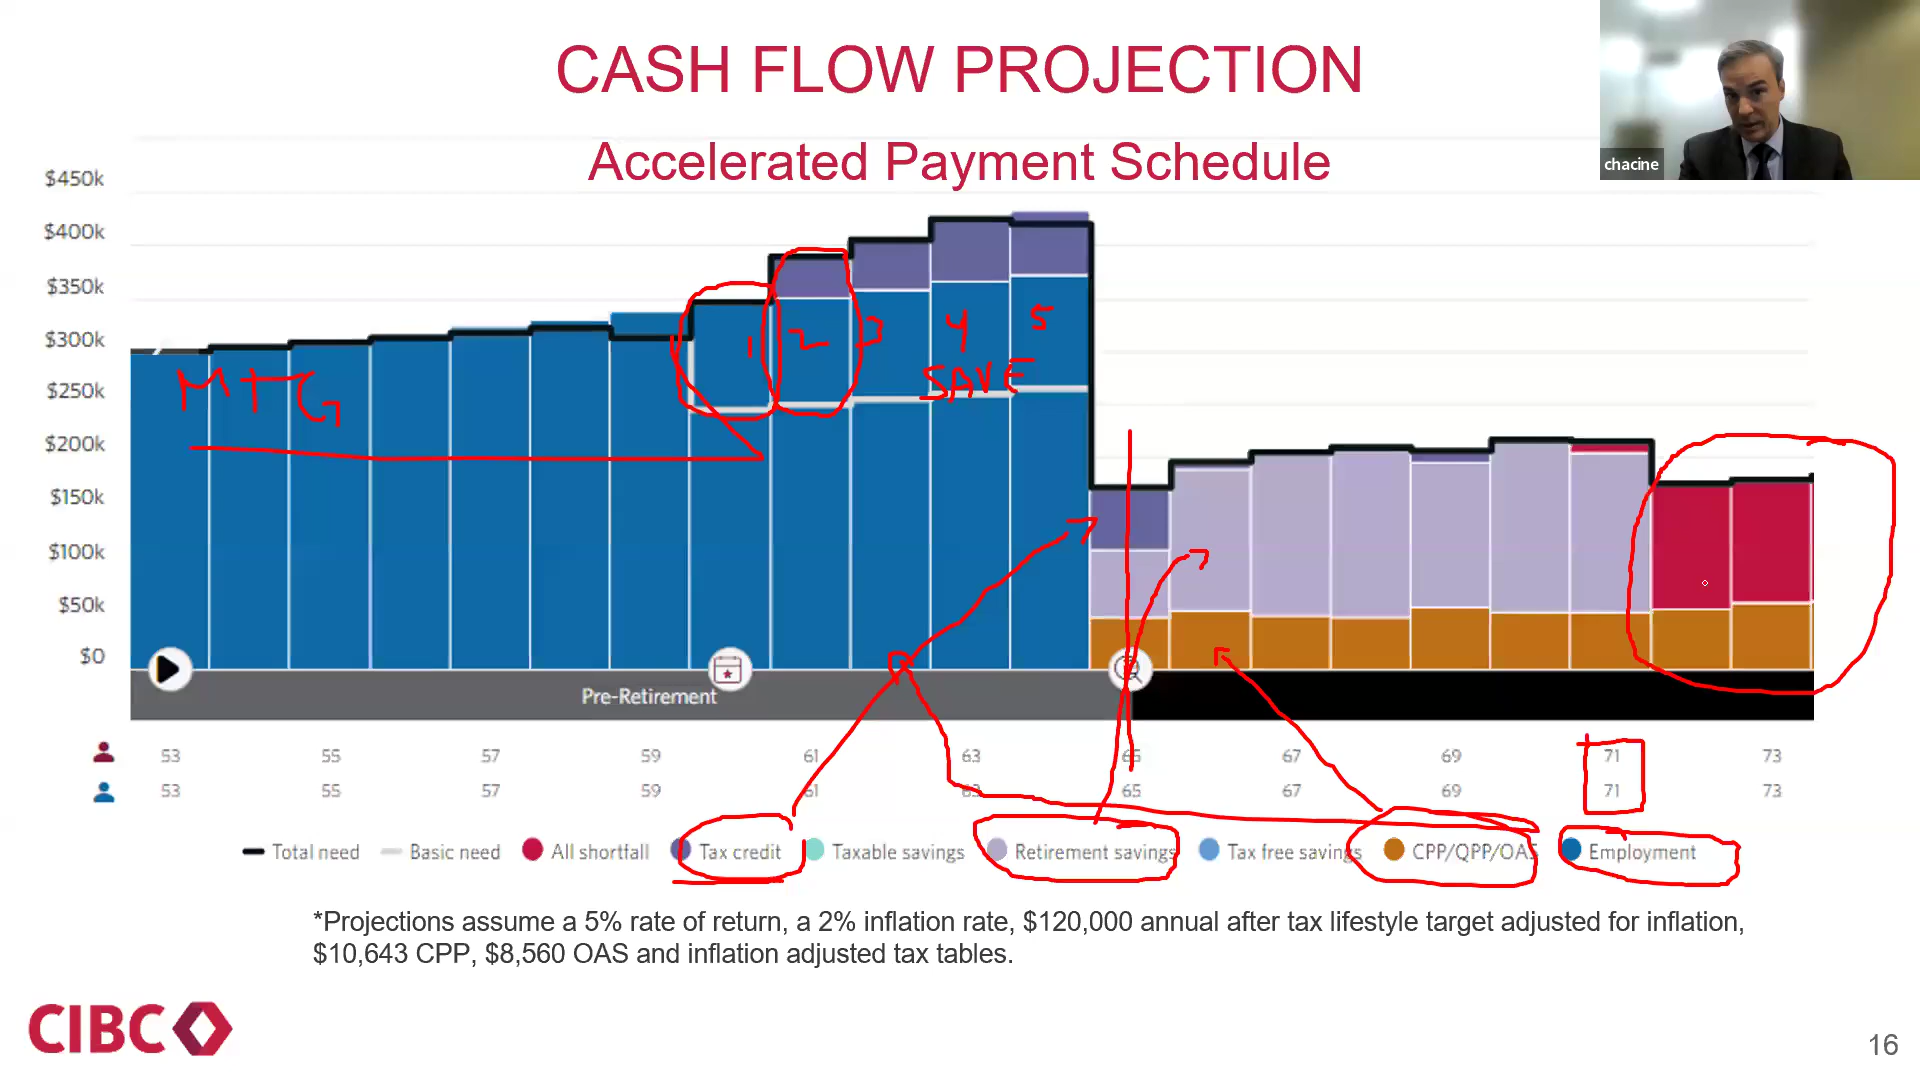 CASH FLOW PROJECTION
chacine
Accelerated Payment Schedule
$450k
$400k
$350k
$300k
$250k
$200k
$150k
$100k
$50k
$0
1 2 3 4 5
MTG
SAVE
Pre-Retirement
53 55 57 59 61 63 65 67 69 71 73
53 55 57 59 61 63 65 67 69 71 73
Total need Basic need All shortfall Tax credit Taxable savings Retirement savings Tax free savings CPP/QPP/OAS Employment
*Projections assume a 5% rate of return, a 2% inflation rate, $120,000 annual after tax lifestyle target adjusted for inflation,
$10,643 CPP, $8,560 OAS and inflation adjusted tax tables.
CIBC
16